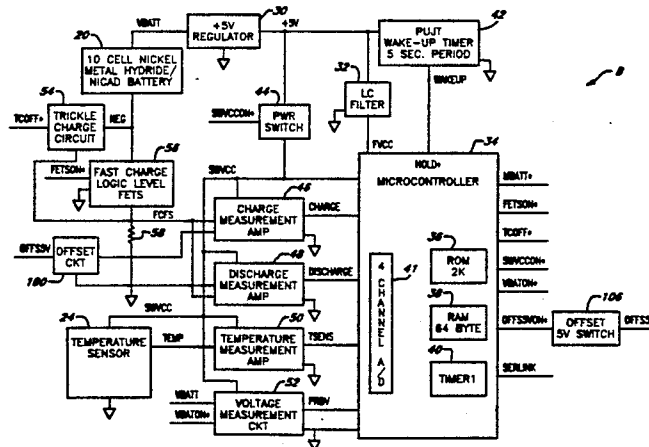 VBATT
30
+5V
REGULATOR
+5V
42
PUJT
WAKE-UP TIMER
5 SEC. PERIOD
20
10 CELL NICKEL
METAL HYDRIDE/
NICAD BATTERY
44
SWVCCON*
PWR
SWITCH
32
LC
FILTER
WAKEUP
8
54
TCOFF*
TRICKLE
CHARGE
CIRCUIT
NEG
FVCC
34
HOLD*
MICROCONTROLLER
56
FETSON*
FAST CHARGE
LOGIC LEVEL
FETS
SWVCC
46
CHARGE
MEASUREMENT
AMP
CHARGE
WBATT*
FETSON*
TCOFF*
SWVCCON*
VBATON*
OFFS5VON*
SERLINK
FCFS
58
OFFS5V
OFFSET
CKT
180
48
DISCHARGE
MEASUREMENT
AMP
DISCHARGE
4 CHANNEL A/D
41
36
ROM
2K
38
RAM
64 BYTE
40
TIMER1
106
OFFSET
5V SWITCH
OFFS5
24
SWVCC
TEMPERATURE
SENSOR
TEMP
50
TEMPERATURE
MEASUREMENT
AMP
TSENS
52
VBATT
VBATON*
VOLTAGE
MEASUREMENT
CKT
PRBV